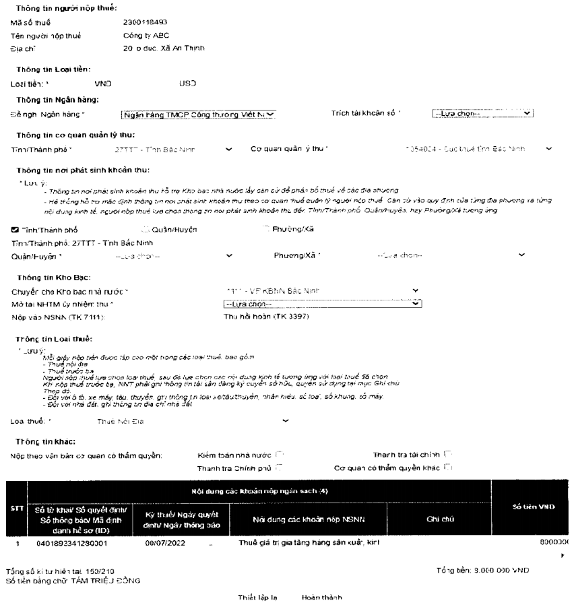 Thông tin người nộp thuế:
Mã số thuế 2300118493
Tên người nộp thuế Công ty ABC
Địa chỉ Xã An Thịnh
Thông tin Loại tiền:
Loại tiền: * VND USD
Thông tin Ngân hàng:
Đề nghị Ngân hàng * Ngân hàng TMCP Công thương Việt N Trích tài khoản số * --Lựa chọn--
Thông tin cơ quan quản lý thu:
Tỉnh/Thành phố * 27TTT - Tỉnh Bắc Ninh Cơ quan quản lý thu * 1054024 - Cục thuế tỉnh Bắc Ninh
Thông tin nơi phát sinh khoản thu:
* Lưu ý:
- Thông tin nơi phát sinh khoản thu hỗ trợ Kho bạc nhà nước lấy căn cứ để phân bổ thuế về các địa phương
- Hệ thống hỗ trợ mặc định thông tin nơi phát sinh khoản thu theo cơ quan thuế quản lý người nộp thuế. Căn cứ vào quy định của từng địa phương và từng
nội dung kinh tế, người nộp thuế lựa chọn thông tin nơi phát sinh khoản thu đến: Tỉnh/Thành phố, Quận/Huyện, hay Phường/Xã tương ứng
Tỉnh/Thành phố Quận/Huyện Phường/Xã
Tỉnh/Thành phố: 27TTT - Tỉnh Bắc Ninh
Quận/Huyện * --Lựa chọn-- Phường/Xã * --Lựa chọn--
Thông tin Kho Bạc:
Chuyển cho Kho bạc nhà nước * 1111 - VP KBNN Bắc Ninh
Mở tại NHTM ủy nhiệm thu * --Lựa chọn--
Nộp vào NSNN (TK 7111): Thu hồi hoàn (TK 3397)
Thông tin Loại thuế:
* Lưu ý:
Mỗi giấy nộp tiền được lập cho một trong các loại thuế, bao gồm
- Thuế nội địa
- Thuế trước bạ
Người nộp thuế lựa chọn loại thuế, sau đó lựa chọn các nội dung kinh tế tương ứng với loại thuế đã chọn
Khi nộp thuế trước bạ, NNT phải ghi thông tin tài sản đăng ký quyền sở hữu, quyền sử dụng tại mục Ghi chú
Theo đó
- Đối với ô tô, xe máy, tàu, thuyền, ghi thông tin loại xe/tàu/thuyền, nhãn hiệu, số loại, số khung, số máy
- Đối với nhà đất, ghi thông tin địa chỉ nhà đất
Loại thuế: * Thuế Nội Địa
Thông tin khác:
Nộp theo văn bản cơ quan có thẩm quyền: Kiểm toán nhà nước Thanh tra tài chính
Thanh tra Chính phủ Cơ quan có thẩm quyền khác
Nội dung các khoản nộp ngân sách (4)
STT Số tờ khai/ Số quyết định/ Số thông báo/ Mã định danh hồ sơ (ID) Kỳ thuế/ Ngày quyết định/ Ngày thông báo Nội dung các khoản nộp NSNN Ghi chú Số tiền VND
1 0401893341280001 00/07/2022 Thuế giá trị gia tăng hàng sản xuất, kinh
Tổng số kí tự hiện tại: 150/210 Tổng tiền: 8.000.000 VND
Số tiền bằng chữ: TÁM TRIỆU ĐỒNG
Thiết lập lại Hoàn thành